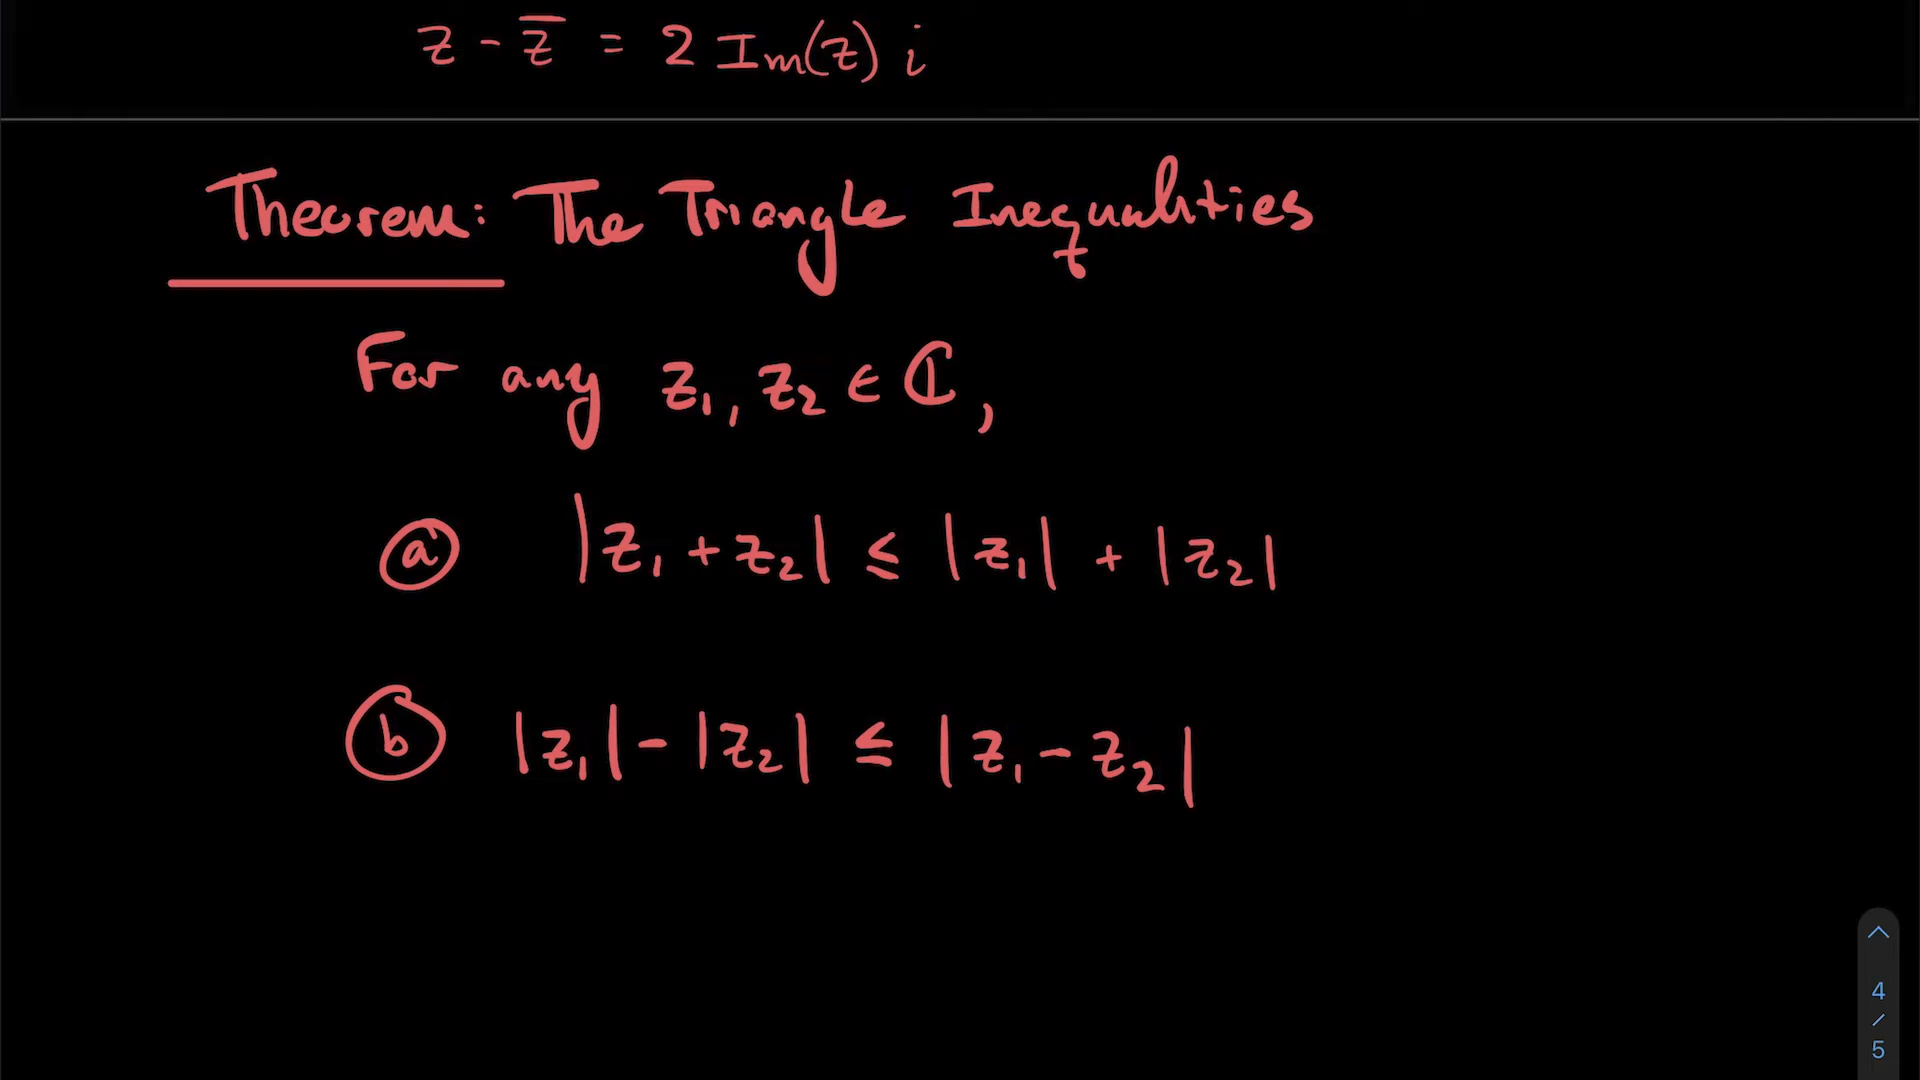 z - z̅ = 2 Im(z) i
Theorem: The Triangle Inequalities
For any z₁, z₂ ∈ ℂ,
ⓐ |z₁ + z₂| ≤ |z₁| + |z₂|
ⓑ |z₁| - |z₂| ≤ |z₁ - z₂|
4
/
5